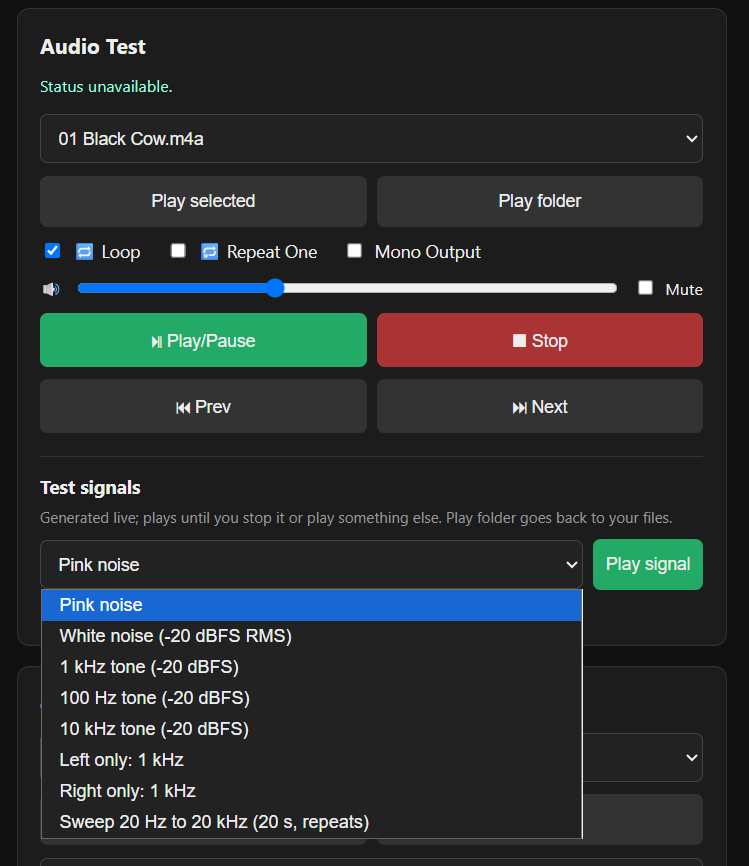 Audio Test
Status unavailable.
01 Black Cow.m4a
Play selected
Play folder
Loop
Repeat One
Mono Output
Mute
Play/Pause
Stop
Prev
Next
Test signals
Generated live; plays until you stop it or play something else. Play folder goes back to your files.
Pink noise
Play signal
Pink noise
White noise (-20 dBFS RMS)
1 kHz tone (-20 dBFS)
100 Hz tone (-20 dBFS)
10 kHz tone (-20 dBFS)
Left only: 1 kHz
Right only: 1 kHz
Sweep 20 Hz to 20 kHz (20 s, repeats)